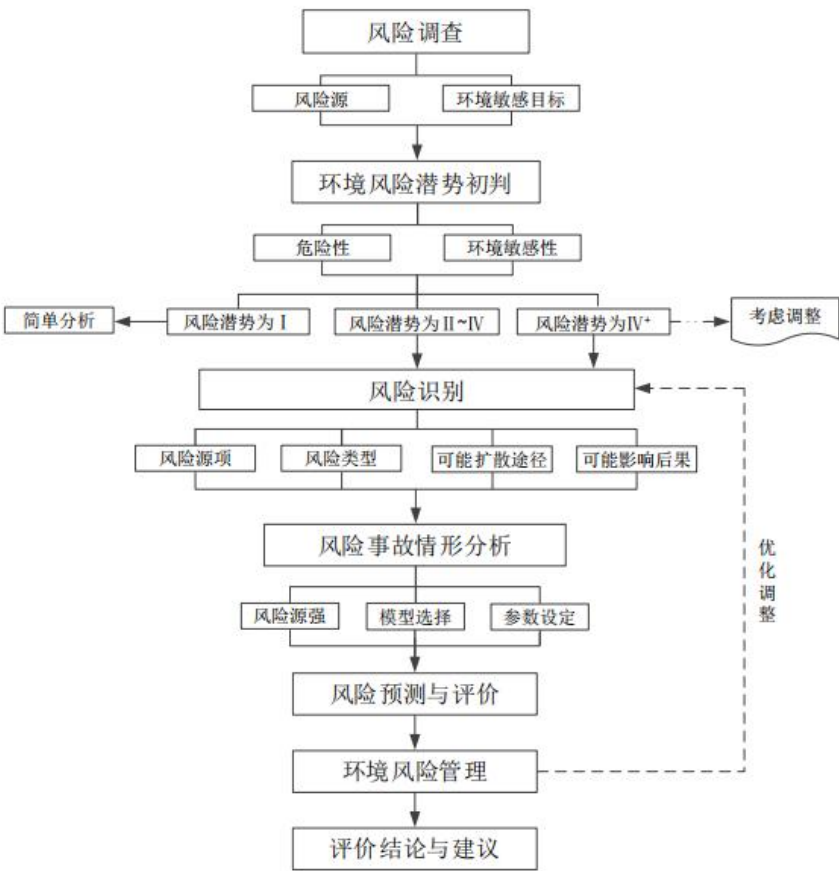 风险调查
风险源
环境敏感目标
环境风险潜势初判
危险性
环境敏感性
简单分析
风险潜势为Ⅰ
风险潜势为Ⅱ~Ⅳ
风险潜势为Ⅳ⁺
考虑调整
风险识别
风险源项
风险类型
可能扩散途径
可能影响后果
风险事故情形分析
优化调整
风险源强
模型选择
参数设定
风险预测与评价
环境风险管理
评价结论与建议